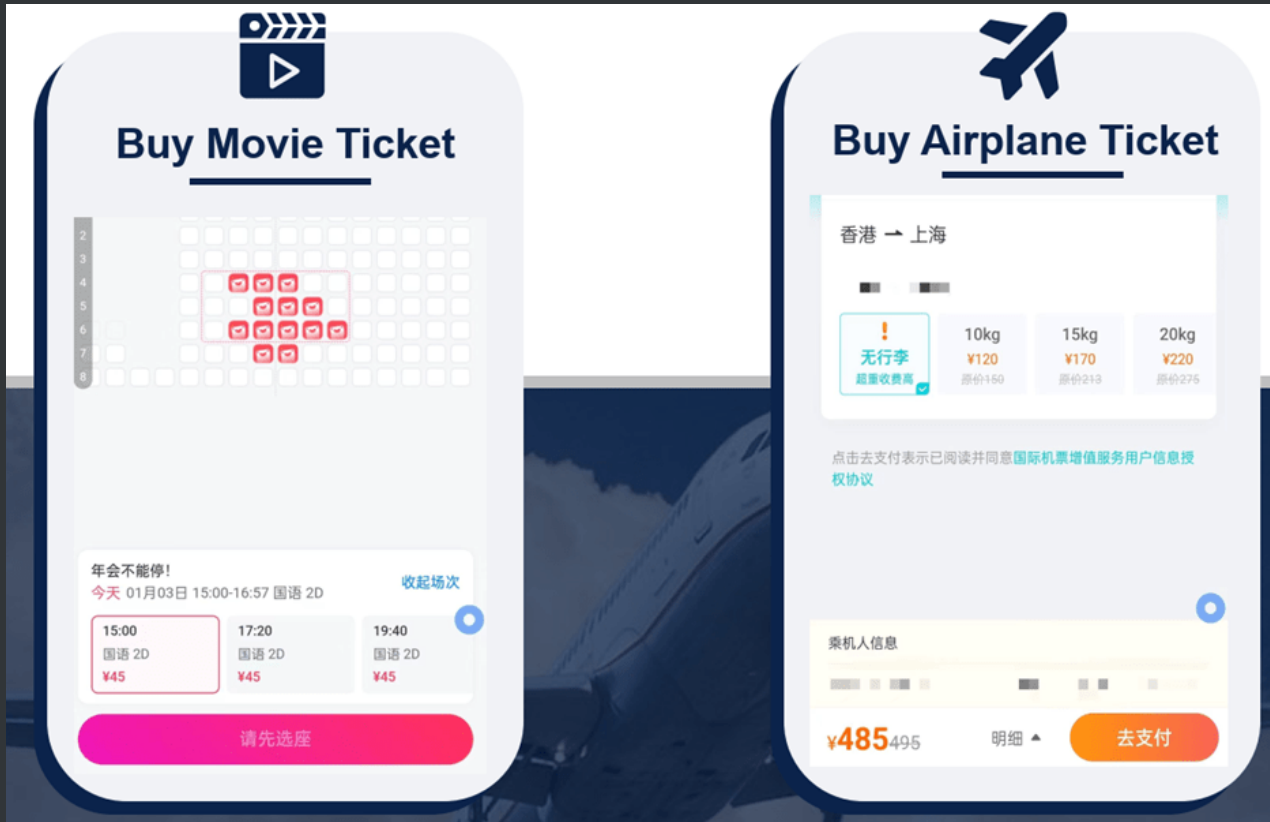 Buy Movie Ticket
2
3
4
5
6
7
8
年会不能停!
今天 01月03日 15:00-16:57 国语 2D
收起场次
15:00
国语 2D
¥45
17:20
国语 2D
¥45
19:40
国语 2D
¥45
请先选座
Buy Airplane Ticket
香港 → 上海
无行李
超重收费高
10kg
¥120
原价150
15kg
¥170
原价213
20kg
¥220
原价275
点击去支付表示已阅读并同意国际机票增值服务用户信息授
权协议
乘机人信息
¥485 495
明细
去支付